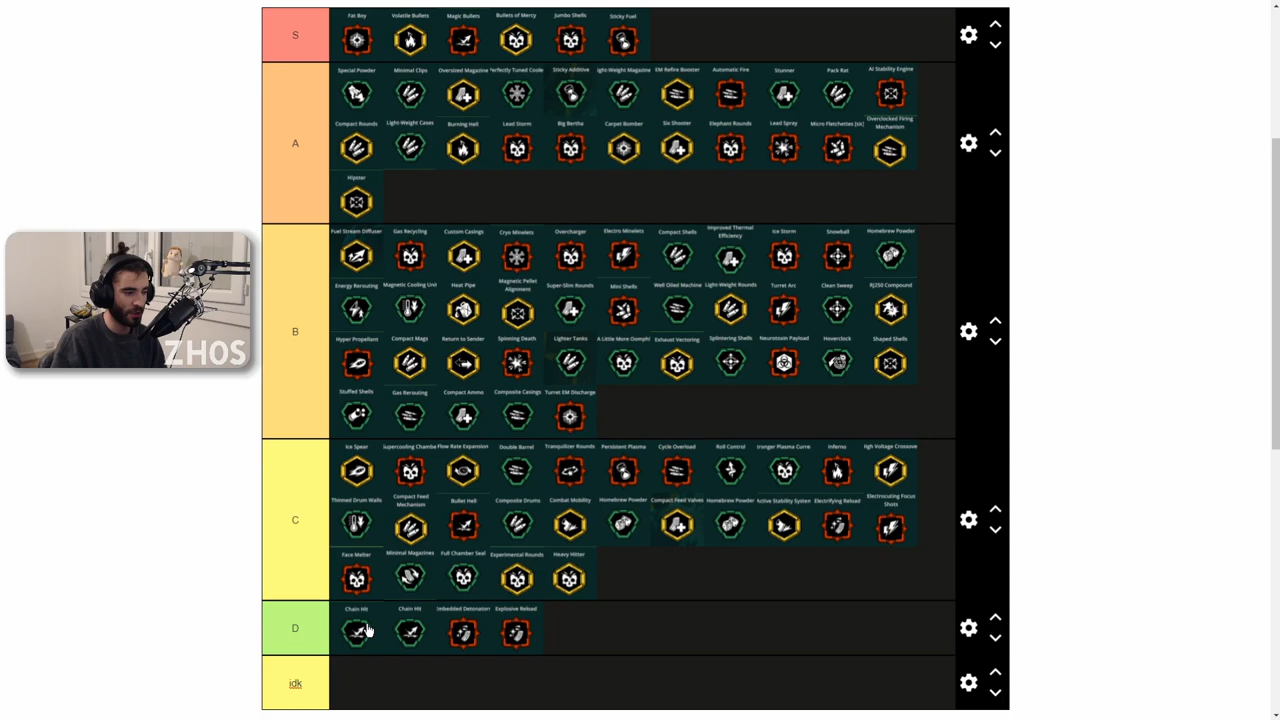 S
Fat Boy Volatile Bullets Magic Bullets Bullets of Mercy Jumbo Shells Sticky Fuel
A
Special Powder Minimal Clips Oversized Magazine Perfectly Tuned Coole Sticky Additive ight-Weight Magazine EM Refire Booster Automatic Fire Stunner Pack Rat AI Stability Engine
Compact Rounds Light-Weight Cases Burning Hell Lead Storm Big Bertha Carpet Bomber Six Shooter Elephant Rounds Lead Spray Micro Fletchettes [sic] Overclocked Firing
Mechanism
Hipster
B
Fuel Stream Diffuser Gas Recycling Custom Casings Cryo Minelets Overcharger Electro Minelets Compact Shells Improved Thermal
Efficiency Ice Storm Snowball Homebrew Powder
Energy Rerouting Magnetic Cooling Unit Heat Pipe Magnetic Pellet
Alignment Super-Slim Rounds Mini Shells Well Oiled Machine Light-Weight Rounds Turret Arc Clean Sweep RJ250 Compound
Hyper Propellant Compact Mags Return to Sender Spinning Death Lighter Tanks A Little More Oomph! Exhaust Vectoring Splintering Shells Neurotoxin Payload Hoverclock Shaped Shells
Stuffed Shells Gas Rerouting Compact Ammo Composite Casings Turret EM Discharge
C
Ice Spear Supercooling Chambe Flow Rate Expansion Double Barrel Tranquilizer Rounds Persistent Plasma Cycle Overload Roll Control tronger Plasma Curre Inferno High Voltage Crossove
Thinned Drum Walls Compact Feed
Mechanism Bullet Hell Composite Drums Combat Mobility Homebrew Powder Compact Feed Valves Homebrew Powder Active Stability System Electrifying Reload Electrocuting Focus
Shots
Face Melter Minimal Magazines Full Chamber Seal Experimental Rounds Heavy Hitter
D
Chain Hit Chain Hit Embedded Detonators Explosive Reload
idk
ZHOS